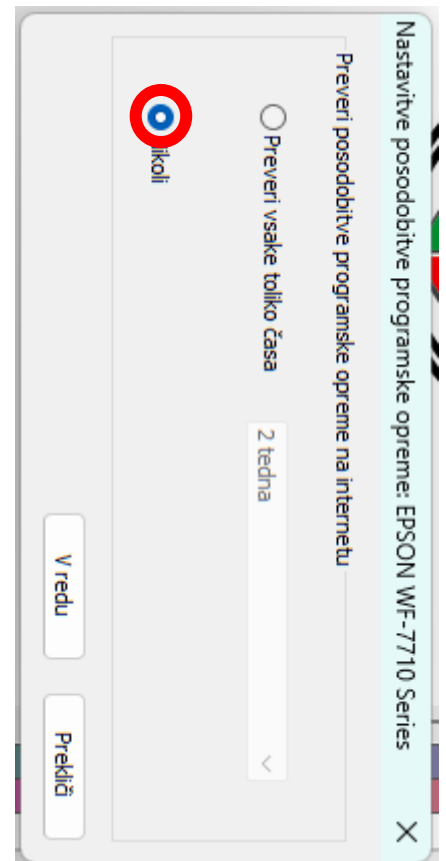 Nastavitve posodobitve programske opreme: EPSON WF-7710 Series
Preveri posodobitve programske opreme na internetu
Preveri vsake toliko časa
2 tedna
ikoli
V redu
Prekliči